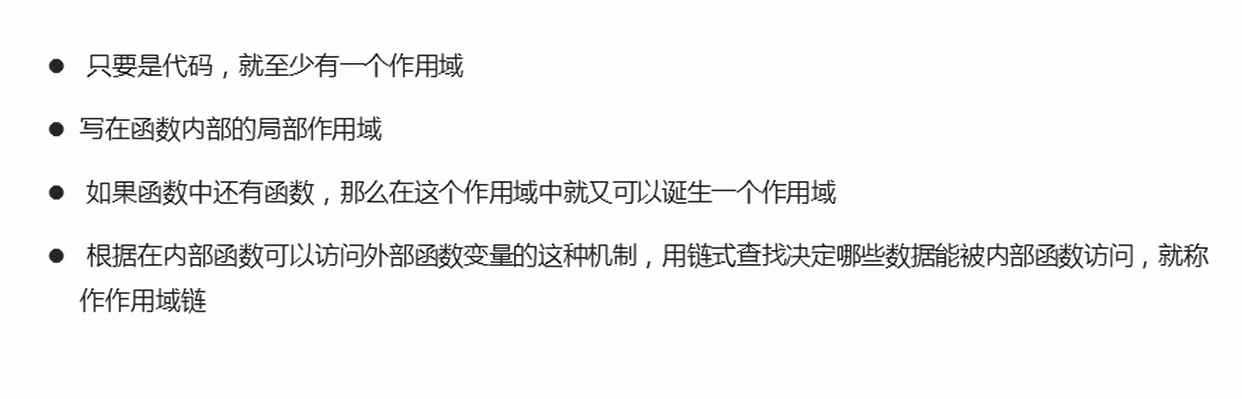 ● 只要是代码，就至少有一个作用域
● 写在函数内部的局部作用域
● 如果函数中还有函数，那么在这个作用域中就又可以诞生一个作用域
● 根据在内部函数可以访问外部函数变量的这种机制，用链式查找决定哪些数据能被内部函数访问，就称
作作用域链